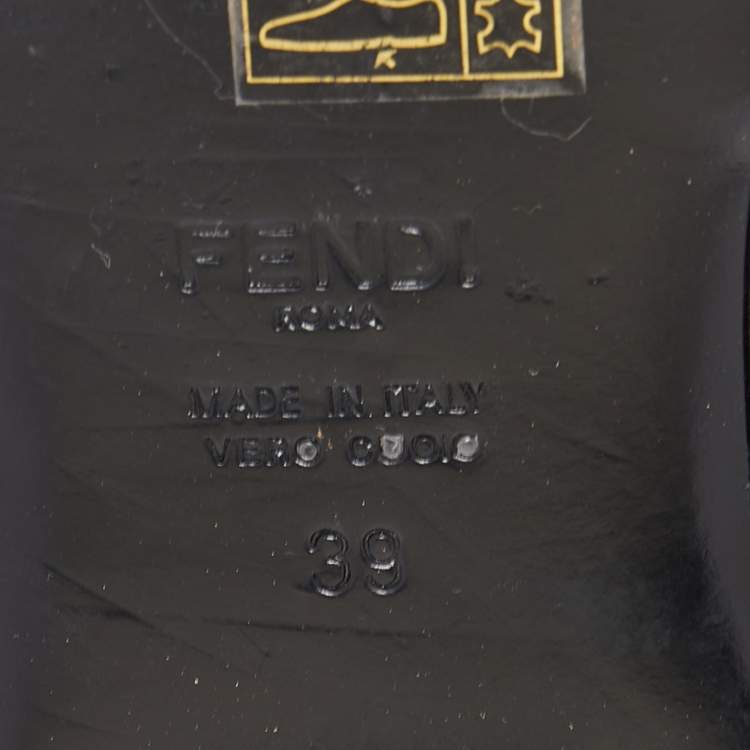 FENDI
ROMA
MADE IN ITALY
VERO CUOIO
39